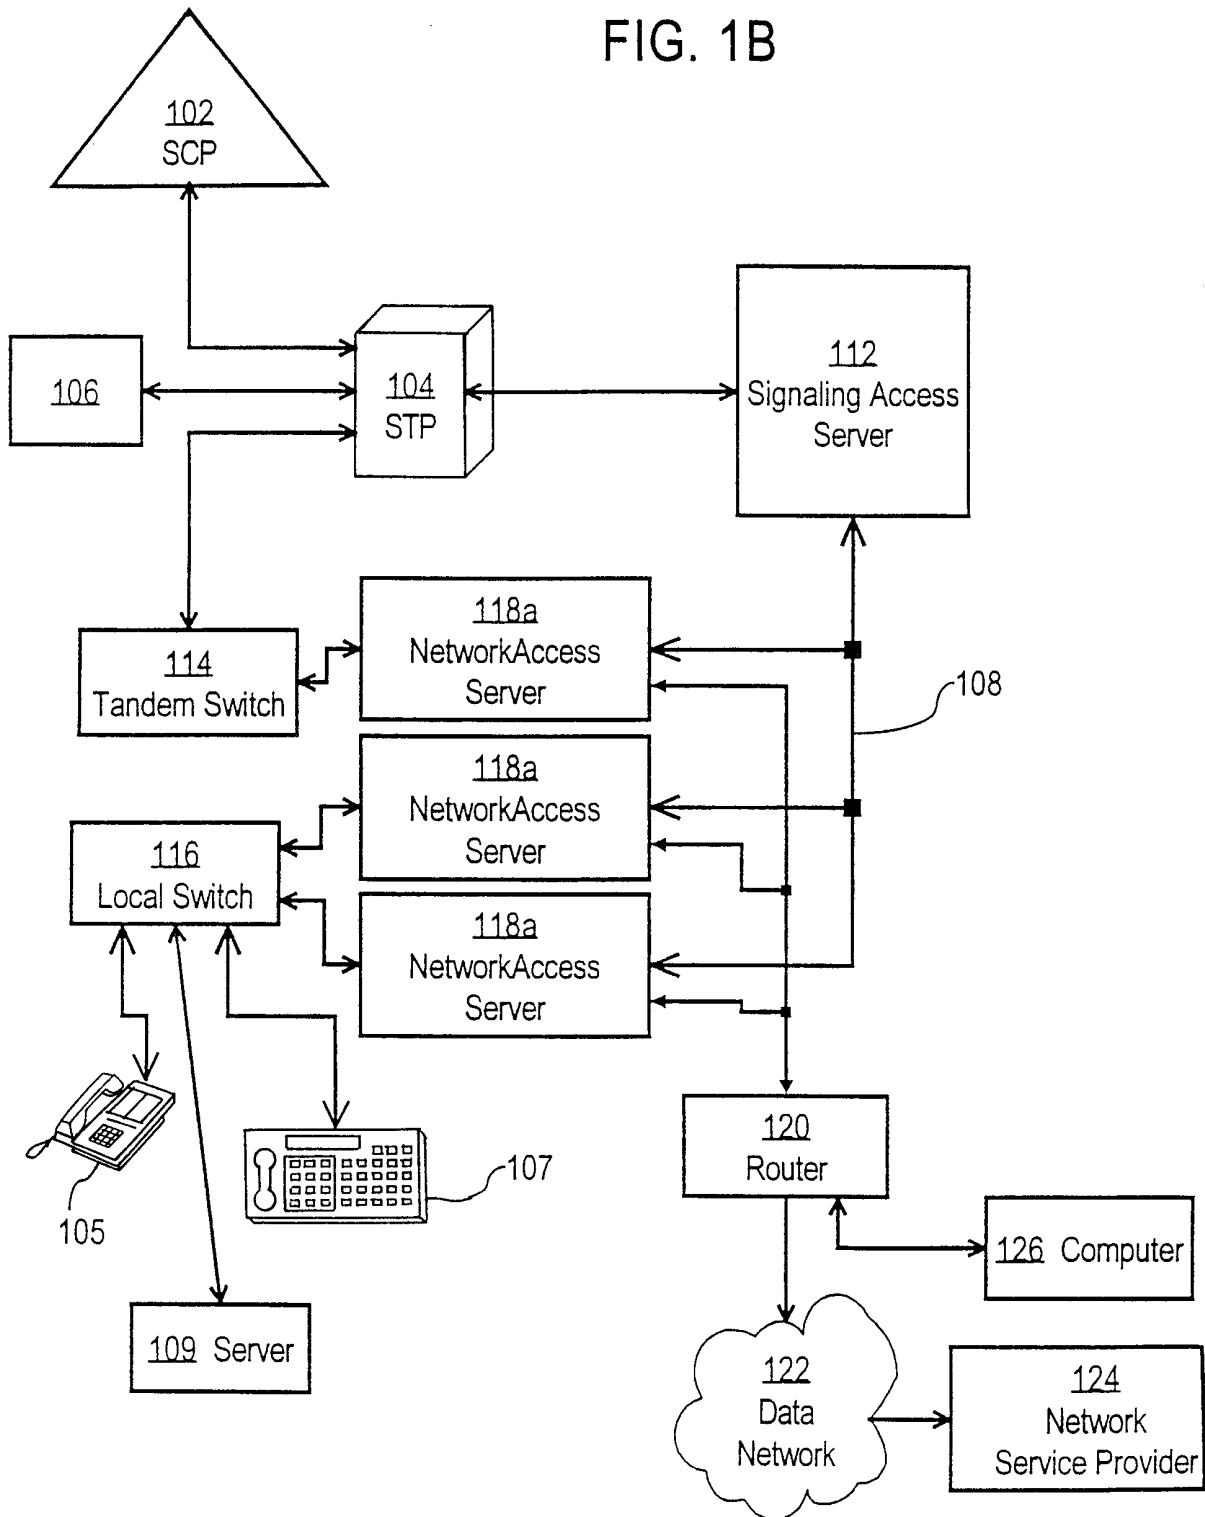 FIG. 1B
102
SCP
106
104
STP
112
Signaling Access
Server
118a
NetworkAccess
Server
114
Tandem Switch
108
118a
NetworkAccess
Server
116
Local Switch
118a
NetworkAccess
Server
105
107
120
Router
126 Computer
109 Server
122
Data
Network
124
Network
Service Provider